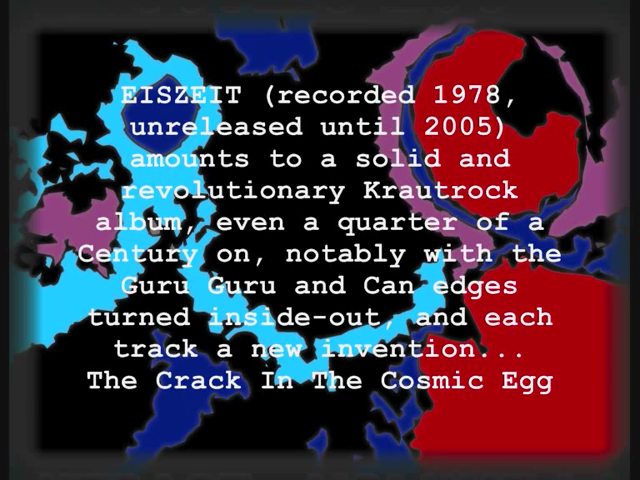 EISZEIT (recorded 1978,
unreleased until 2005)
amounts to a solid and
revolutionary Krautrock
album, even a quarter of a
Century on, notably with the
Guru Guru and Can edges
turned inside-out, and each
track a new invention...
The Crack In The Cosmic Egg